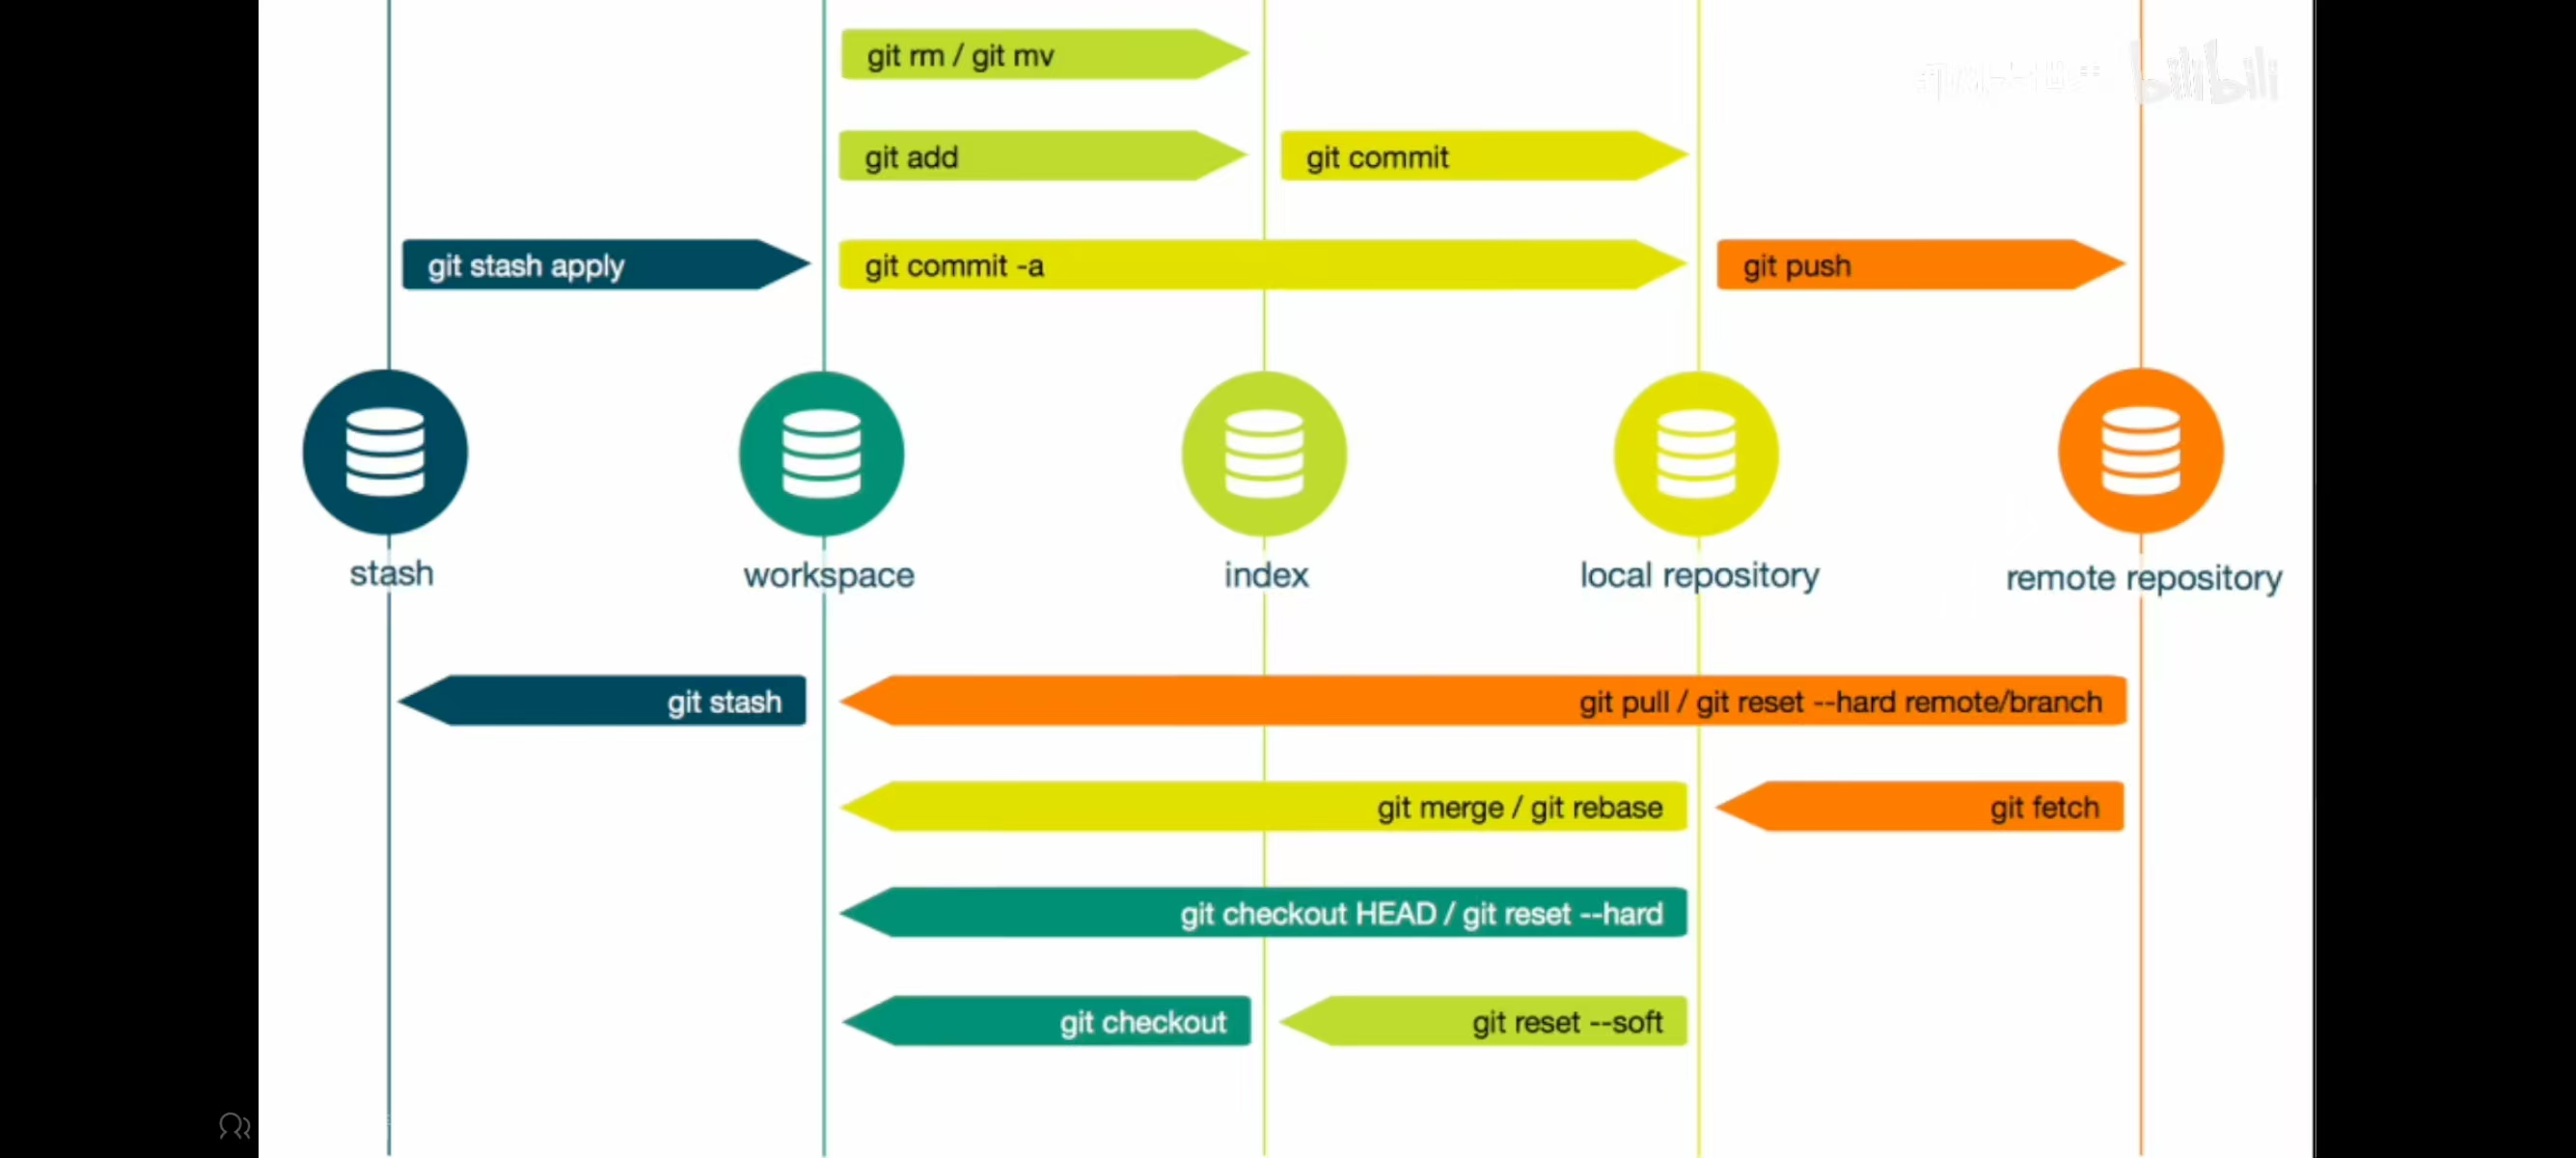 git rm / git mv
bilibili
git add
git commit
git stash apply
git commit -a
git push
stash
workspace
index
local repository
remote repository
git stash
git pull / git reset --hard remote/branch
git merge / git rebase
git fetch
git checkout HEAD / git reset --hard
git checkout
git reset --soft